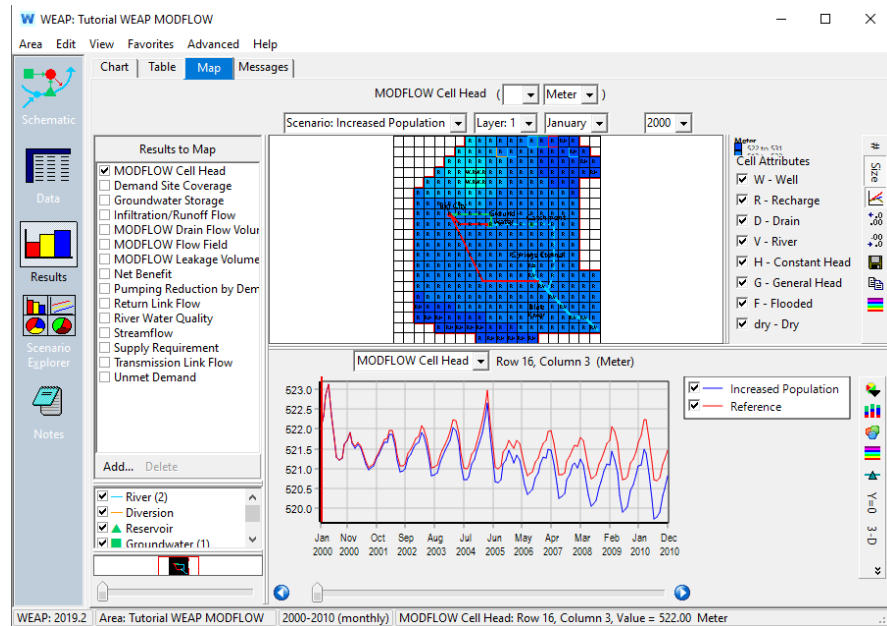 WEAP: Tutorial WEAP MODFLOW
Area Edit View Favorites Advanced Help
Chart Table Map Messages
Schematic
Data
Results
Scenario Explorer
Notes
MODFLOW Cell Head ( Meter )
Scenario: Increased Population Layer: 1 January 2000
Results to Map
MODFLOW Cell Head
Demand Site Coverage
Groundwater Storage
Infiltration/Runoff Flow
MODFLOW Drain Flow Volur
MODFLOW Flow Field
MODFLOW Leakage Volume
Net Benefit
Pumping Reduction by Dem
Return Link Flow
River Water Quality
Streamflow
Supply Requirement
Transmission Link Flow
Unmet Demand
Add... Delete
River (2)
Diversion
Reservoir
Groundwater (1)
Meter
522 to 531
Cell Attributes
W - Well
R - Recharge
D - Drain
V - River
H - Constant Head
G - General Head
F - Flooded
dry - Dry
#
Size
MODFLOW Cell Head Row 16, Column 3 (Meter)
523.0
522.5
522.0
521.5
521.0
520.5
520.0
Jan Nov Oct Sep Aug Jul Jun May Apr Mar Feb Jan Dec
2000 2000 2001 2002 2003 2004 2005 2006 2007 2008 2009 2010 2010
Increased Population
Reference
Y=0
3-D
WEAP: 2019.2 Area: Tutorial WEAP MODFLOW 2000-2010 (monthly) MODFLOW Cell Head: Row 16, Column 3, Value = 522.00 Meter